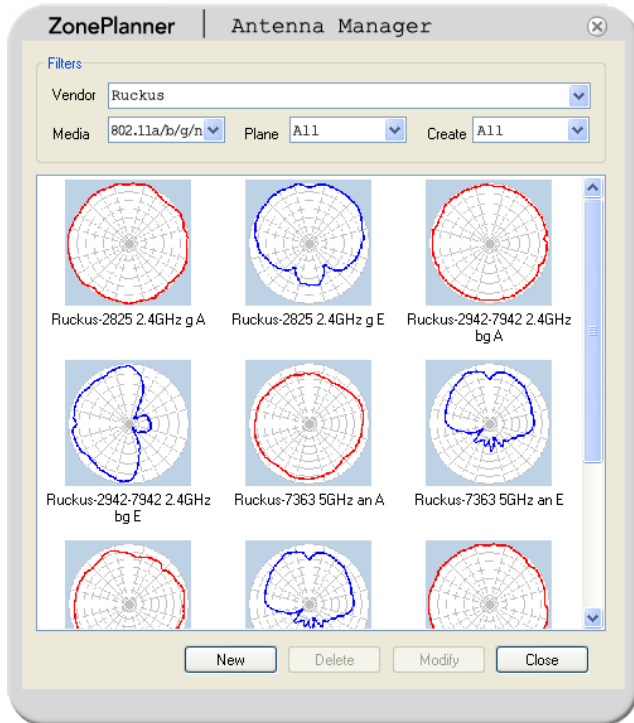 ZonePlanner | Antenna Manager
Filters
Vendor Ruckus
Media 802.11a/b/g/n Plane All Create All
Ruckus-2825 2.4GHz g A Ruckus-2825 2.4GHz g E Ruckus-2942-7942 2.4GHz
bg A
Ruckus-2942-7942 2.4GHz Ruckus-7363 5GHz an A Ruckus-7363 5GHz an E
bg E
New Delete Modify Close